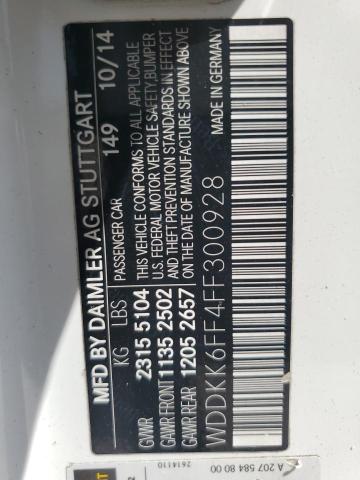 MFD BY DAIMLER AG STUTTGART
149 10/14
KG LBS PASSENGER CAR
GVWR 2315 5104
GAWR FRONT 1135 2502
GAWR REAR 1205 2657
THIS VEHICLE CONFORMS TO ALL APPLICABLE
U.S. FEDERAL MOTOR VEHICLE SAFETY, BUMPER
AND THEFT PREVENTION STANDARDS IN EFFECT
ON THE DATE OF MANUFACTURE SHOWN ABOVE
WDDKK6FF4FF300928
MADE IN GERMANY
2614110
A 207 584 80 00